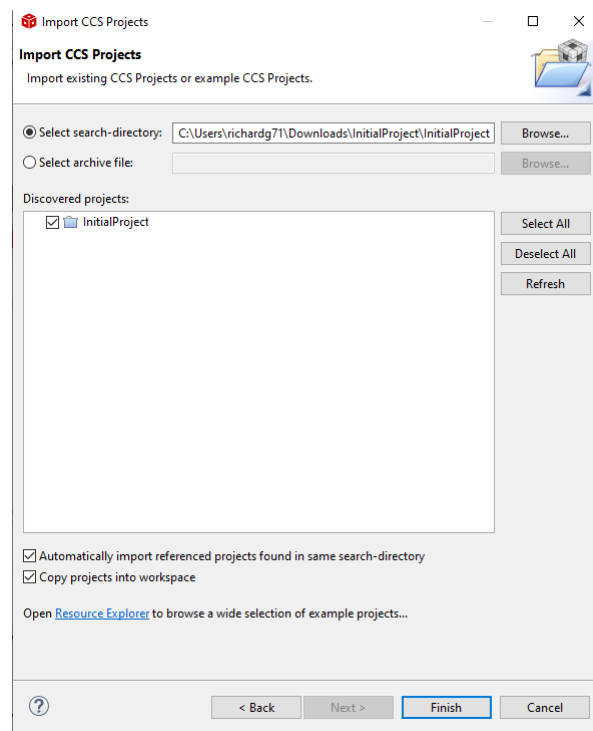 Import CCS Projects
Import CCS Projects
Import existing CCS Projects or example CCS Projects.
Select search-directory: C:\Users\richardg71\Downloads\InitialProject\InitialProject Browse...
Select archive file: Browse...
Discovered projects:
InitialProject
Select All
Deselect All
Refresh
Automatically import referenced projects found in same search-directory
Copy projects into workspace
Open Resource Explorer to browse a wide selection of example projects...
? < Back Next > Finish Cancel